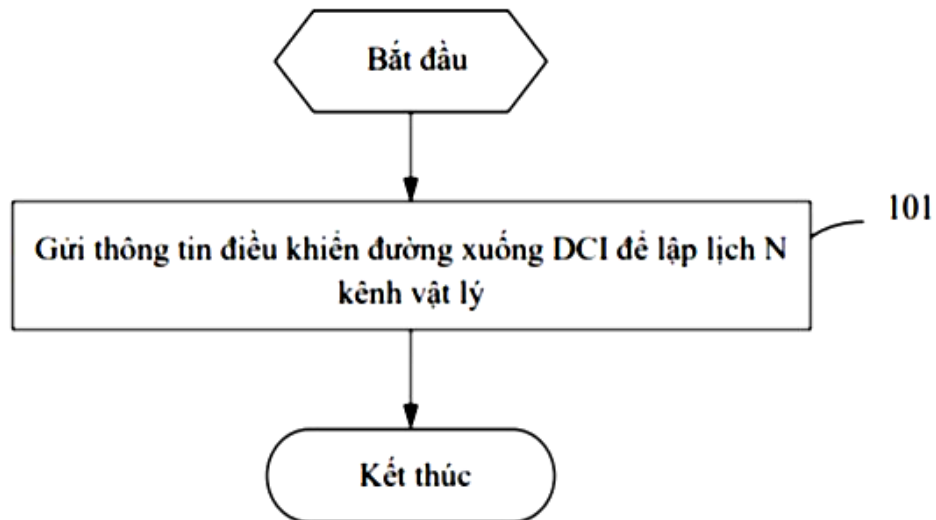 Bắt đầu
101
Gửi thông tin điều khiển đường xuống DCI để lập lịch N
kênh vật lý
Kết thúc